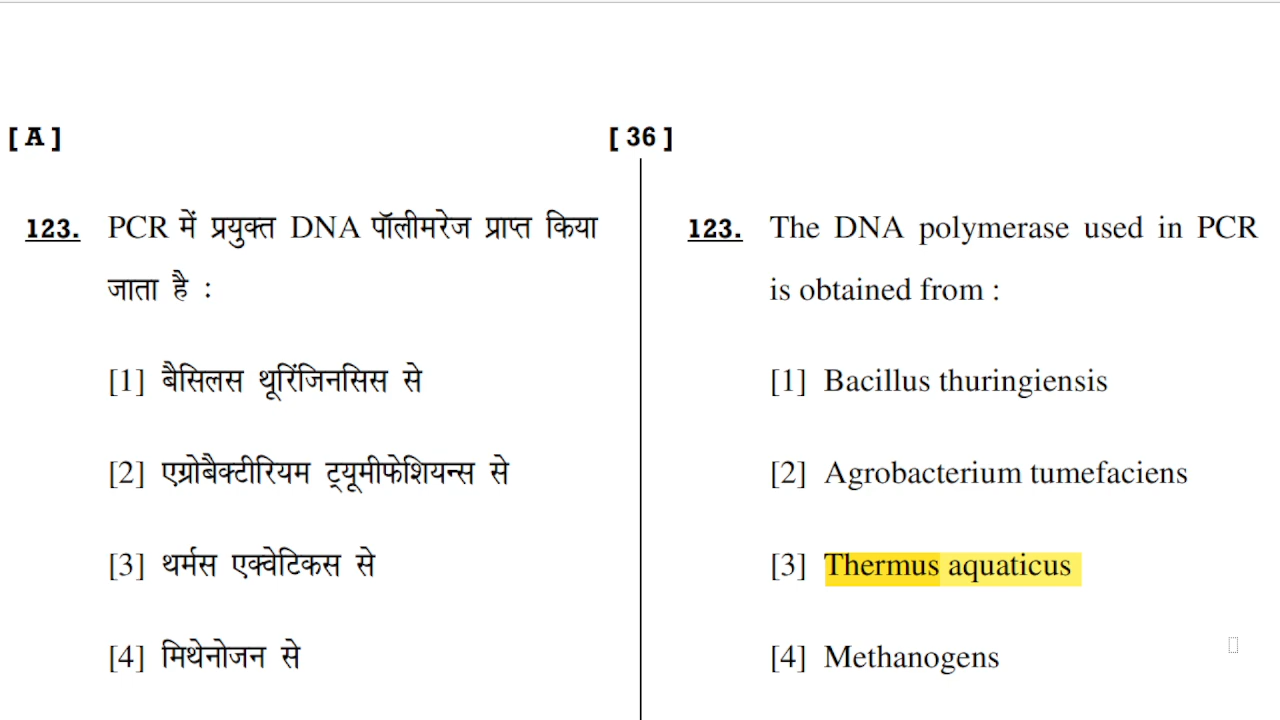 [ A ]
[ 36 ]
123. PCR में प्रयुक्त DNA पॉलीमरेज प्राप्त किया
जाता है :
[1] बैसिलस थूरिंजिनसिस से
[2] एग्रोबैक्टीरियम ट्यूमीफेशियन्स से
[3] थर्मस एक्वेटिकस से
[4] मिथेनोजन से
123. The DNA polymerase used in PCR
is obtained from :
[1] Bacillus thuringiensis
[2] Agrobacterium tumefaciens
[3] Thermus aquaticus
[4] Methanogens